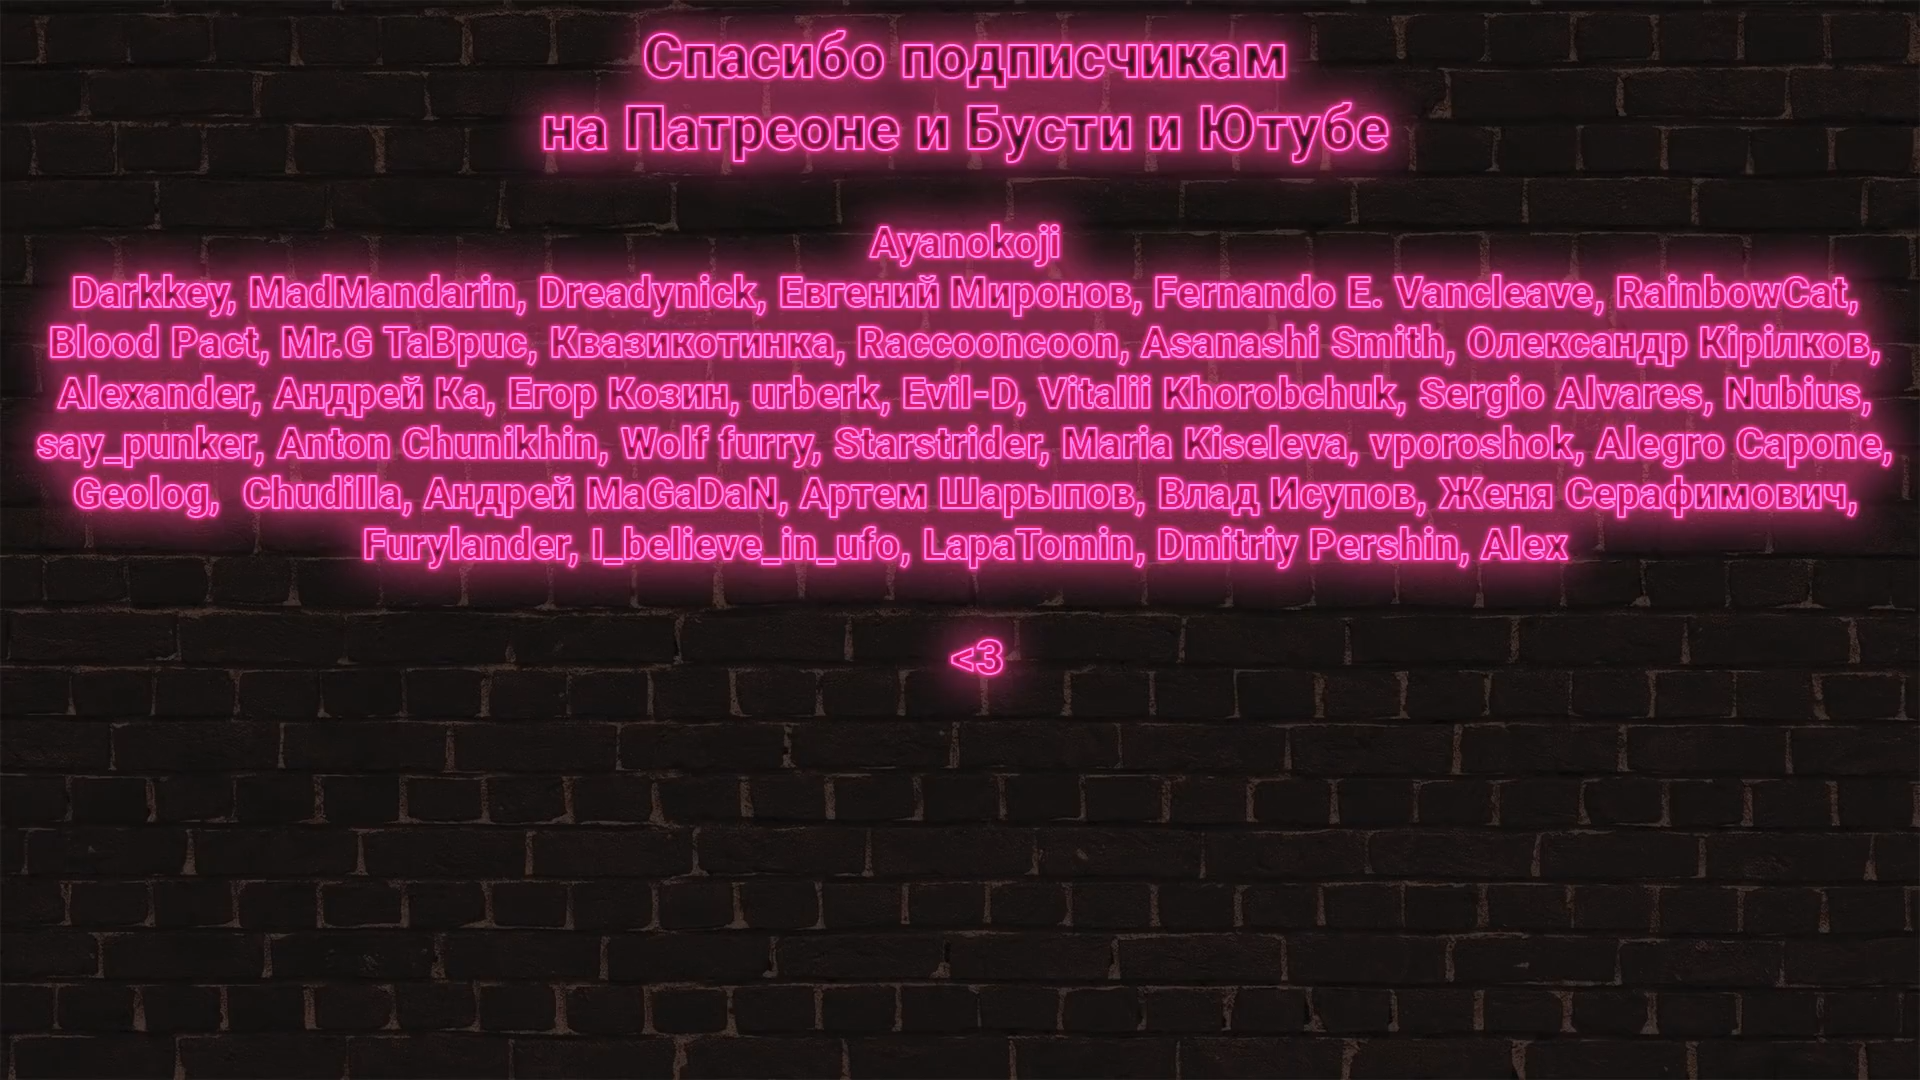 Спасибо подписчикам
на Патреоне и Бусти и Ютубе
Ayanokoji
Darkkey, MadMandarin, Dreadynick, Евгений Миронов, Fernando E. Vancleave, RainbowCat,
Blood Pact, Mr.G TaBpuc, Квазикотинка, Raccooncoon, Asanashi Smith, Олександр Кірілков,
Alexander, Андрей Ка, Егор Козин, urberk, Evil-D, Vitalii Khorobchuk, Sergio Alvares, Nubius,
say_punker, Anton Chunikhin, Wolf furry, Starstrider, Maria Kiseleva, vporoshok, Alegro Capone,
Geolog,  Chudilla, Андрей MaGaDaN, Артем Шарыпов, Влад Исупов, Женя Серафимович,
Furylander, I_believe_in_ufo, LapaTomin, Dmitriy Pershin, Alex
<3